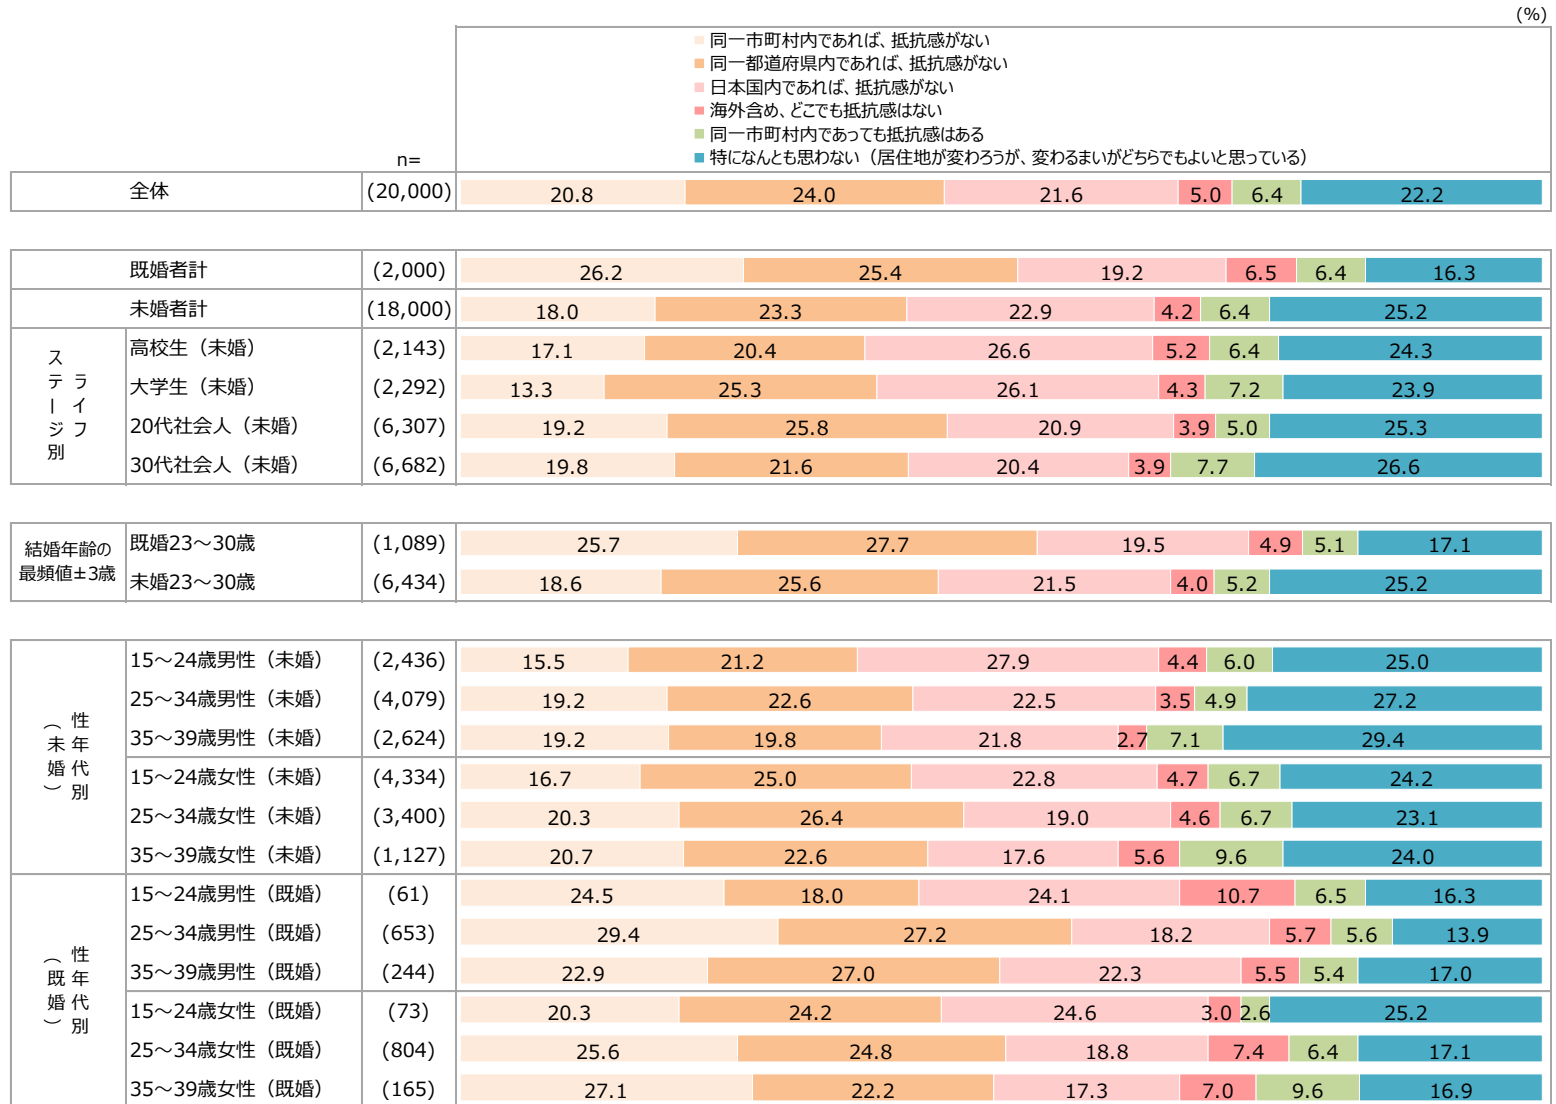 (%)
同一市町村内であれば、抵抗感がない
同一都道府県内であれば、抵抗感がない
日本国内であれば、抵抗感がない
海外含め、どこでも抵抗感はない
同一市町村内であっても抵抗感はある
特になんとも思わない（居住地が変わろうが、変わるまいがどちらでもよいと思っている）
n=
全体 (20,000) 20.8 24.0 21.6 5.0 6.4 22.2
既婚者計 (2,000) 26.2 25.4 19.2 6.5 6.4 16.3
未婚者計 (18,000) 18.0 23.3 22.9 4.2 6.4 25.2
ライフステージ別
高校生（未婚） (2,143) 17.1 20.4 26.6 5.2 6.4 24.3
大学生（未婚） (2,292) 13.3 25.3 26.1 4.3 7.2 23.9
20代社会人（未婚） (6,307) 19.2 25.8 20.9 3.9 5.0 25.3
30代社会人（未婚） (6,682) 19.8 21.6 20.4 3.9 7.7 26.6
結婚年齢の
最頻値±3歳
既婚23～30歳 (1,089) 25.7 27.7 19.5 4.9 5.1 17.1
未婚23～30歳 (6,434) 18.6 25.6 21.5 4.0 5.2 25.2
性年代別
（未婚）
15～24歳男性（未婚） (2,436) 15.5 21.2 27.9 4.4 6.0 25.0
25～34歳男性（未婚） (4,079) 19.2 22.6 22.5 3.5 4.9 27.2
35～39歳男性（未婚） (2,624) 19.2 19.8 21.8 2.7 7.1 29.4
15～24歳女性（未婚） (4,334) 16.7 25.0 22.8 4.7 6.7 24.2
25～34歳女性（未婚） (3,400) 20.3 26.4 19.0 4.6 6.7 23.1
35～39歳女性（未婚） (1,127) 20.7 22.6 17.6 5.6 9.6 24.0
性年代別
（既婚）
15～24歳男性（既婚） (61) 24.5 18.0 24.1 10.7 6.5 16.3
25～34歳男性（既婚） (653) 29.4 27.2 18.2 5.7 5.6 13.9
35～39歳男性（既婚） (244) 22.9 27.0 22.3 5.5 5.4 17.0
15～24歳女性（既婚） (73) 20.3 24.2 24.6 3.0 2.6 25.2
25～34歳女性（既婚） (804) 25.6 24.8 18.8 7.4 6.4 17.1
35～39歳女性（既婚） (165) 27.1 22.2 17.3 7.0 9.6 16.9